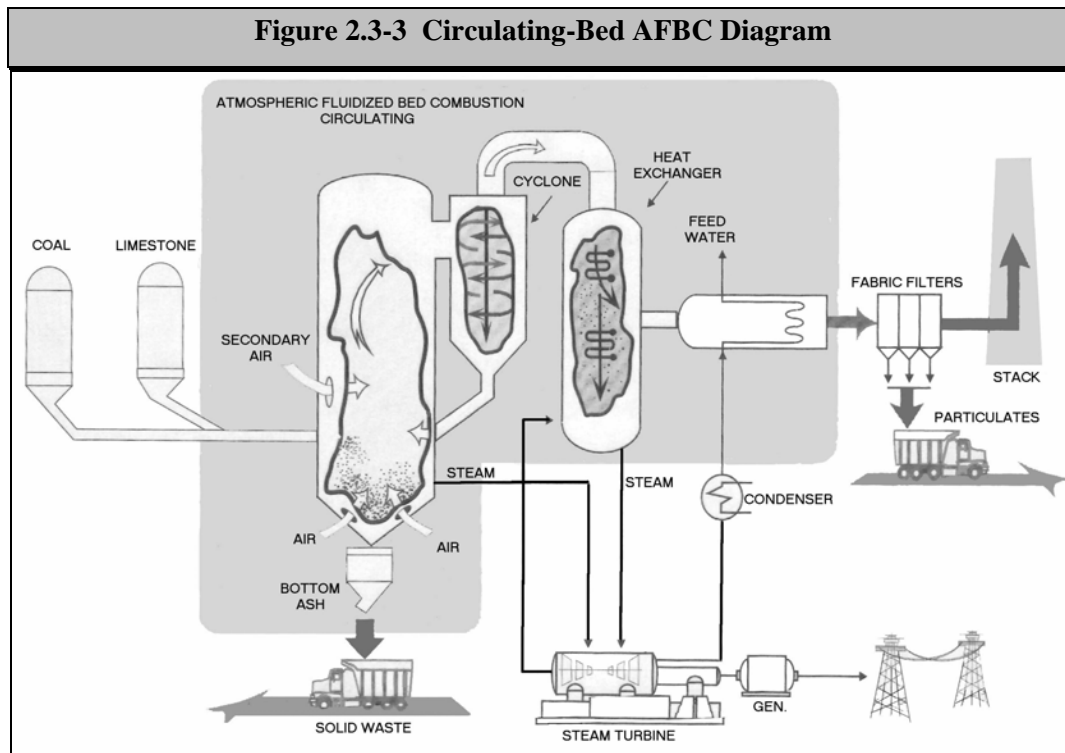 Figure 2.3-3 Circulating-Bed AFBC Diagram
ATMOSPHERIC FLUIDIZED BED COMBUSTION
CIRCULATING
CYCLONE
HEAT
EXCHANGER
FEED
WATER
COAL
LIMESTONE
FABRIC FILTERS
SECONDARY
AIR
STACK
PARTICULATES
STEAM
STEAM
CONDENSER
AIR
AIR
BOTTOM
ASH
SOLID WASTE
STEAM TURBINE
GEN.